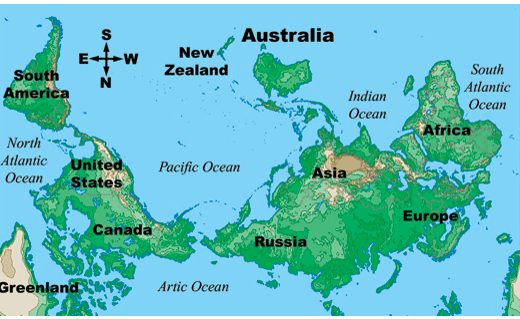 S
E W
N
Australia
New
Zealand
South
America
South
Atlantic
Ocean
Indian
Ocean
Africa
North
Atlantic
Ocean
United
States
Pacific Ocean
Asia
Europe
Canada
Russia
Greenland
Artic Ocean